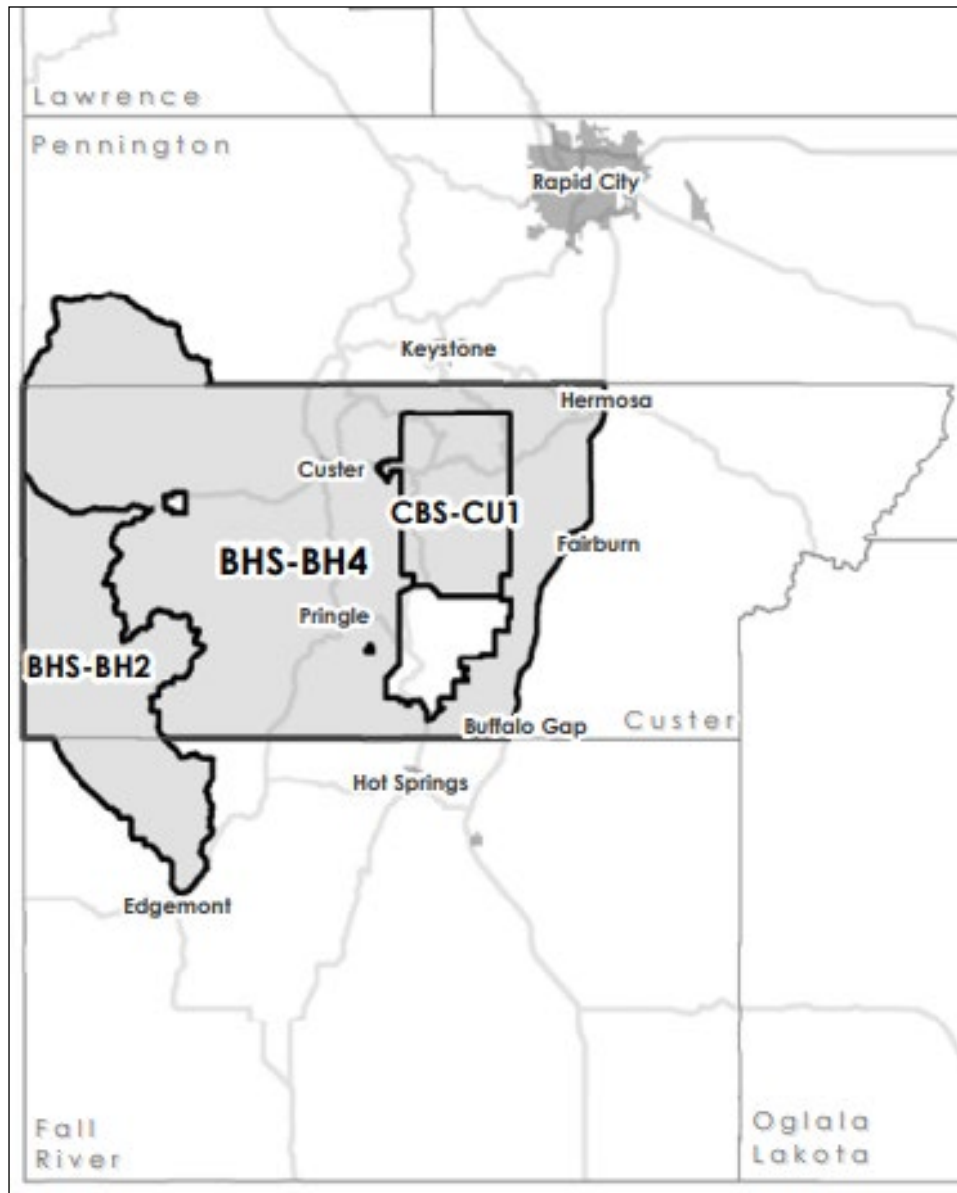 Lawrence
Pennington
Rapid City
Keystone
Hermosa
Custer
CBS-CU1
Fairburn
BHS-BH4
Pringle
BHS-BH2
Buffalo Gap
Custer
Hot Springs
Edgemont
Fall
River
Oglala
Lakota